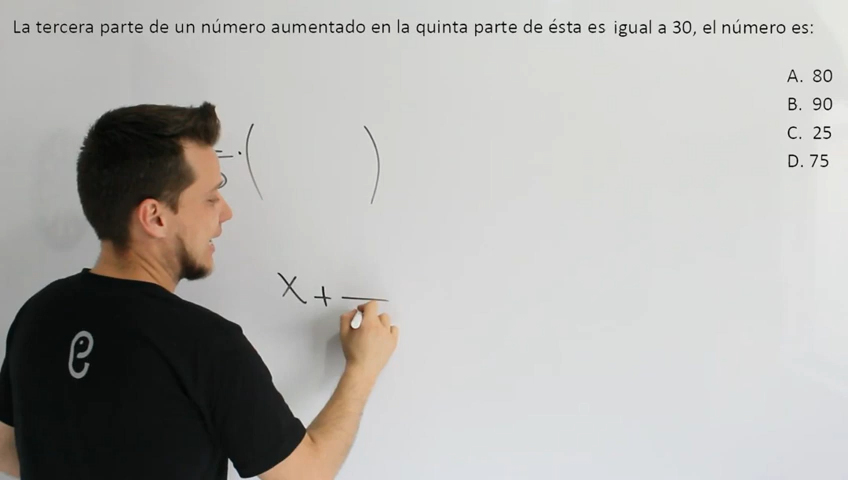 La tercera parte de un número aumentado en la quinta parte de ésta es igual a 30, el número es:
A. 80
B. 90
C. 25
D. 75
· ( )
X + —
e